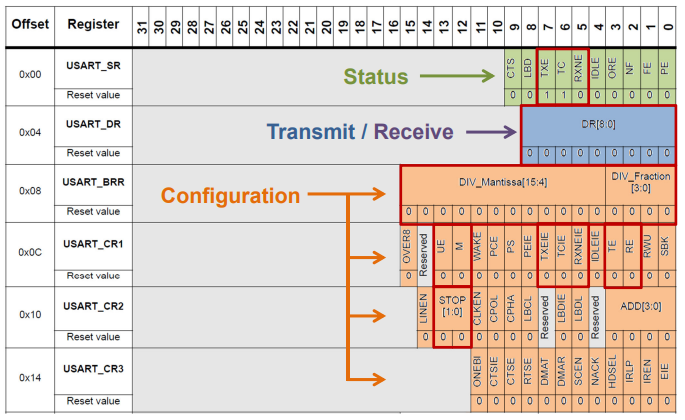 Offset Register 31 30 29 28 27 26 25 24 23 22 21 20 19 18 17 16 15 14 13 12 11 10 9 8 7 6 5 4 3 2 1 0
0x00 USART_SR Status CTS LBD TXE TC RXNE IDLE ORE NF FE PE
Reset value 0 0 1 1 0 0 0 0 0 0
0x04 USART_DR Transmit / Receive DR[8:0]
Reset value 0 0 0 0 0 0 0 0 0
0x08 USART_BRR Configuration DIV_Mantissa[15:4] DIV_Fraction
[3:0]
Reset value 0 0 0 0 0 0 0 0 0 0 0 0 0 0 0 0
0x0C USART_CR1 OVER8 Reserved UE M WAKE PCE PS PEIE TXEIE TCIE RXNEIE IDLEIE TE RE RWU SBK
Reset value 0 0 0 0 0 0 0 0 0 0 0 0 0 0 0
0x10 USART_CR2 LINEN STOP
[1:0] CLKEN CPOL CPHA LBCL Reserved LBDIE LBDL Reserved ADD[3:0]
Reset value 0 0 0 0 0 0 0 0 0 0 0 0 0
0x14 USART_CR3 ONEBI CTSIE CTSE RTSE DMAT DMAR SCEN NACK HDSEL IRLP IREN EIE
Reset value 0 0 0 0 0 0 0 0 0 0 0 0